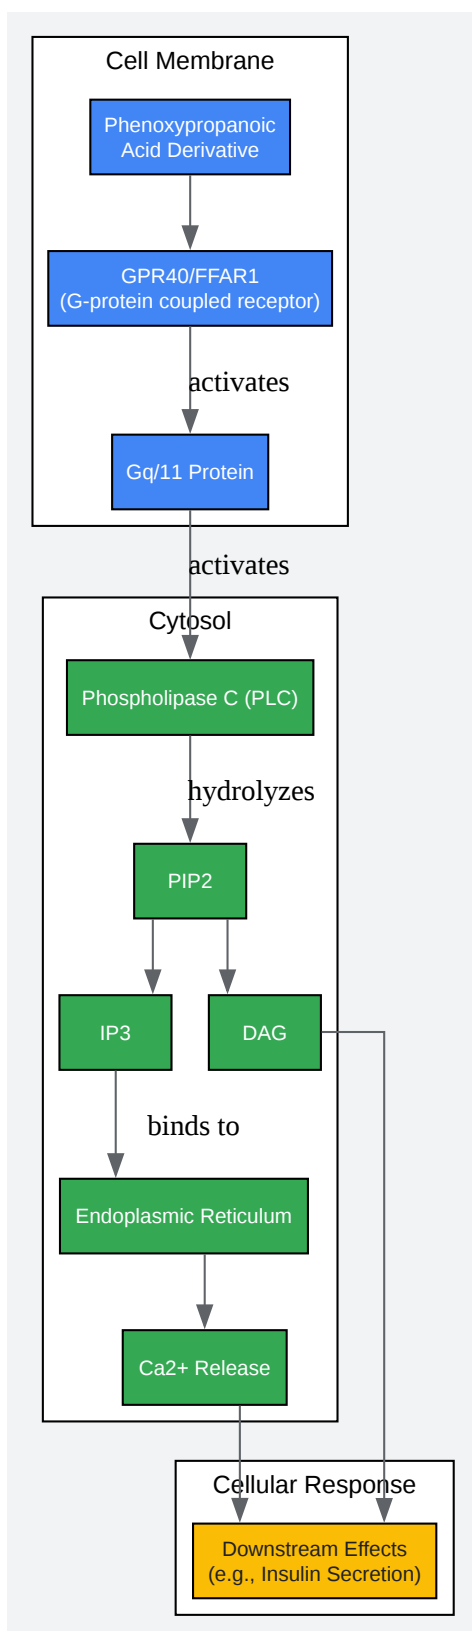 Cell Membrane
Phenoxypropanoic
Acid Derivative
GPR40/FFAR1
(G-protein coupled receptor)
activates
Gq/11 Protein
activates
Cytosol
Phospholipase C (PLC)
hydrolyzes
PIP2
IP3
DAG
binds to
Endoplasmic Reticulum
Ca2+ Release
Cellular Response
Downstream Effects
(e.g., Insulin Secretion)